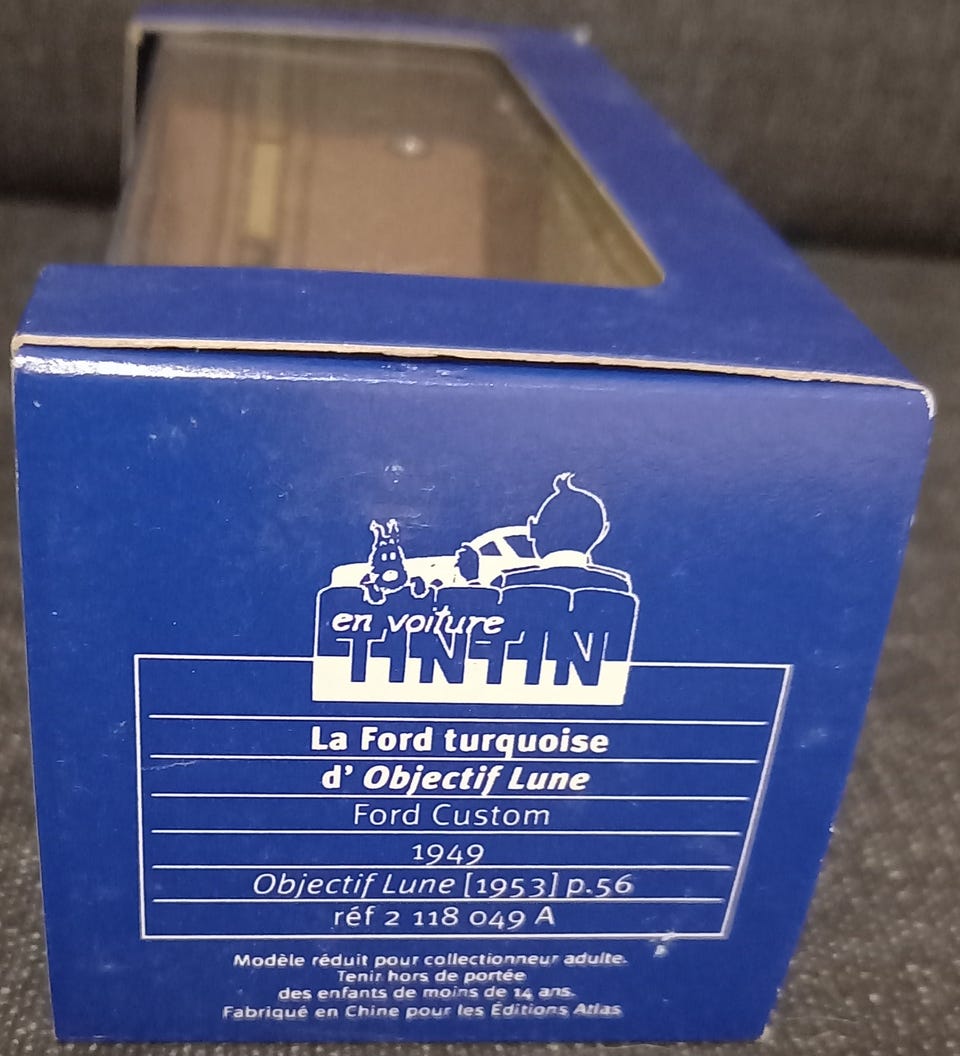 en voiture
TINTIN
La Ford turquoise
d' Objectif Lune
Ford Custom
1949
Objectif Lune [1953] p.56
réf 2 118 049 A
Modèle réduit pour collectionneur adulte.
Tenir hors de portée
des enfants de moins de 14 ans.
Fabriqué en Chine pour les Éditions Atlas